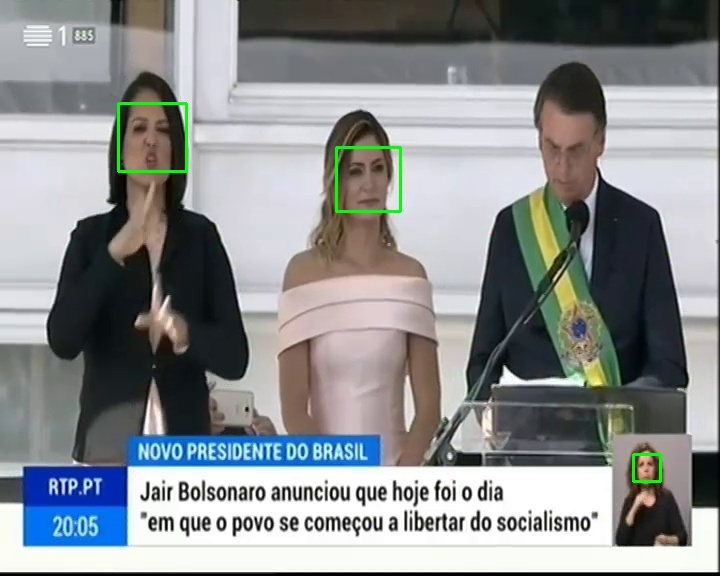 1 885
NOVO PRESIDENTE DO BRASIL
RTP.PT
Jair Bolsonaro anunciou que hoje foi o dia
20:05
"em que o povo se começou a libertar do socialismo"